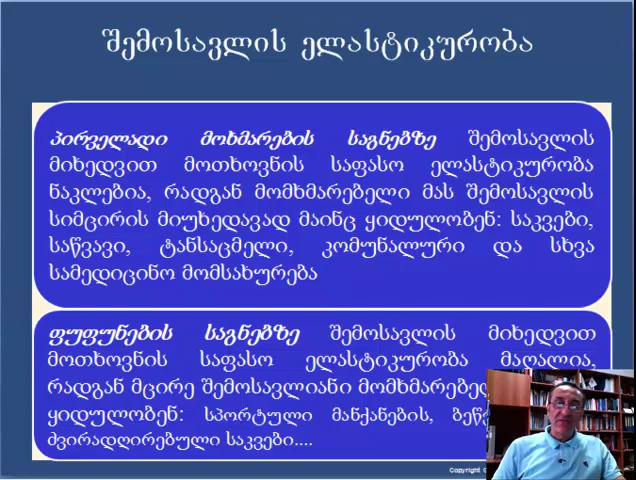 შემოსავლის ელასტიკურობა
პირველადი მოხმარების საგნებზე შემოსავლის
მიხედვით მოთხოვნის საფასო ელასტიკურობა
ნაკლებია, რადგან მომხმარებელი მას შემოსავლის
სიმცირის მიუხედავად მაინც ყიდულობენ: საკვები,
საწვავი, ტანსაცმელი, კომუნალური და სხვა
სამედიცინო მომსახურება
ფუფუნების საგნებზე შემოსავლის მიხედვით
მოთხოვნის საფასო ელასტიკურობა მაღალია,
რადგან მცირე შემოსავლიანი
ყიდულობენ: სპორტული მანქანების,
ძვირადღირებული საკვები....
Copyright